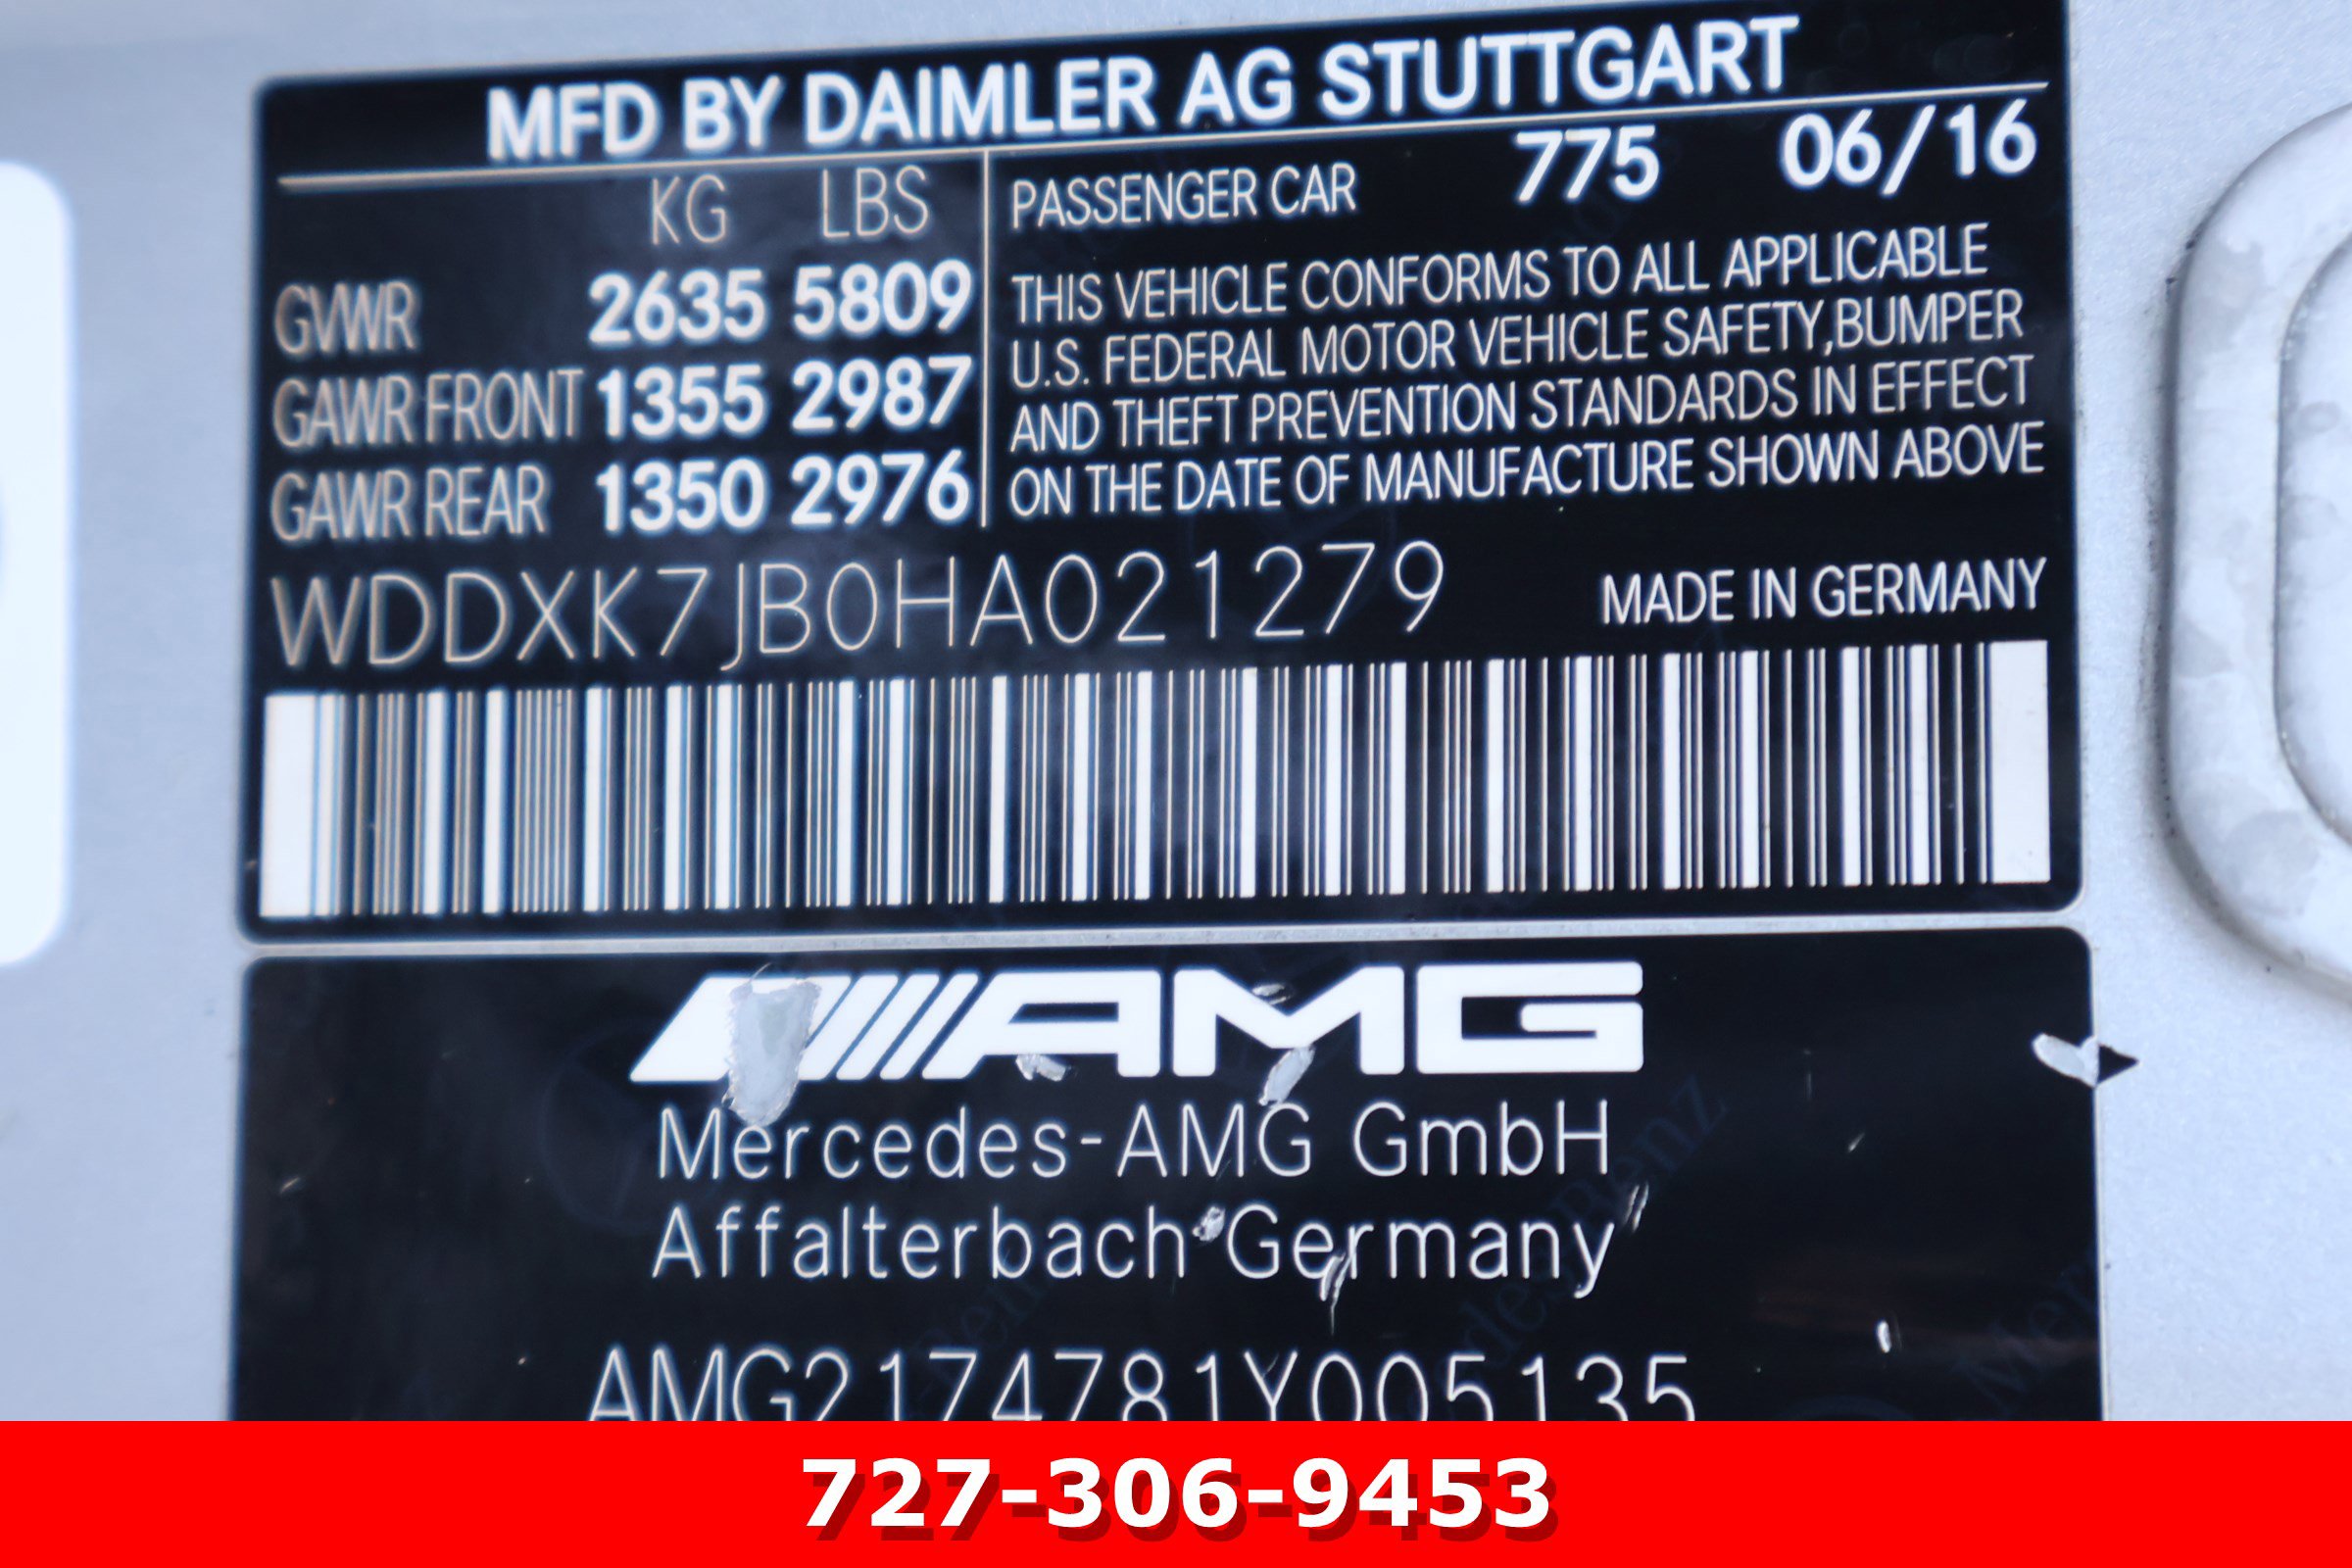 MFD BY DAIMLER AG STUTTGART
KG LBS
GVWR 2635 5809
GAWR FRONT 1355 2987
GAWR REAR 1350 2976
PASSENGER CAR 775 06/16
THIS VEHICLE CONFORMS TO ALL APPLICABLE
U.S. FEDERAL MOTOR VEHICLE SAFETY,BUMPER
AND THEFT PREVENTION STANDARDS IN EFFECT
ON THE DATE OF MANUFACTURE SHOWN ABOVE
WDDXK7JB0HA021279 MADE IN GERMANY
AMG
Mercedes-AMG GmbH
Affalterbach Germany
AMG2174781Y005135
727-306-9453